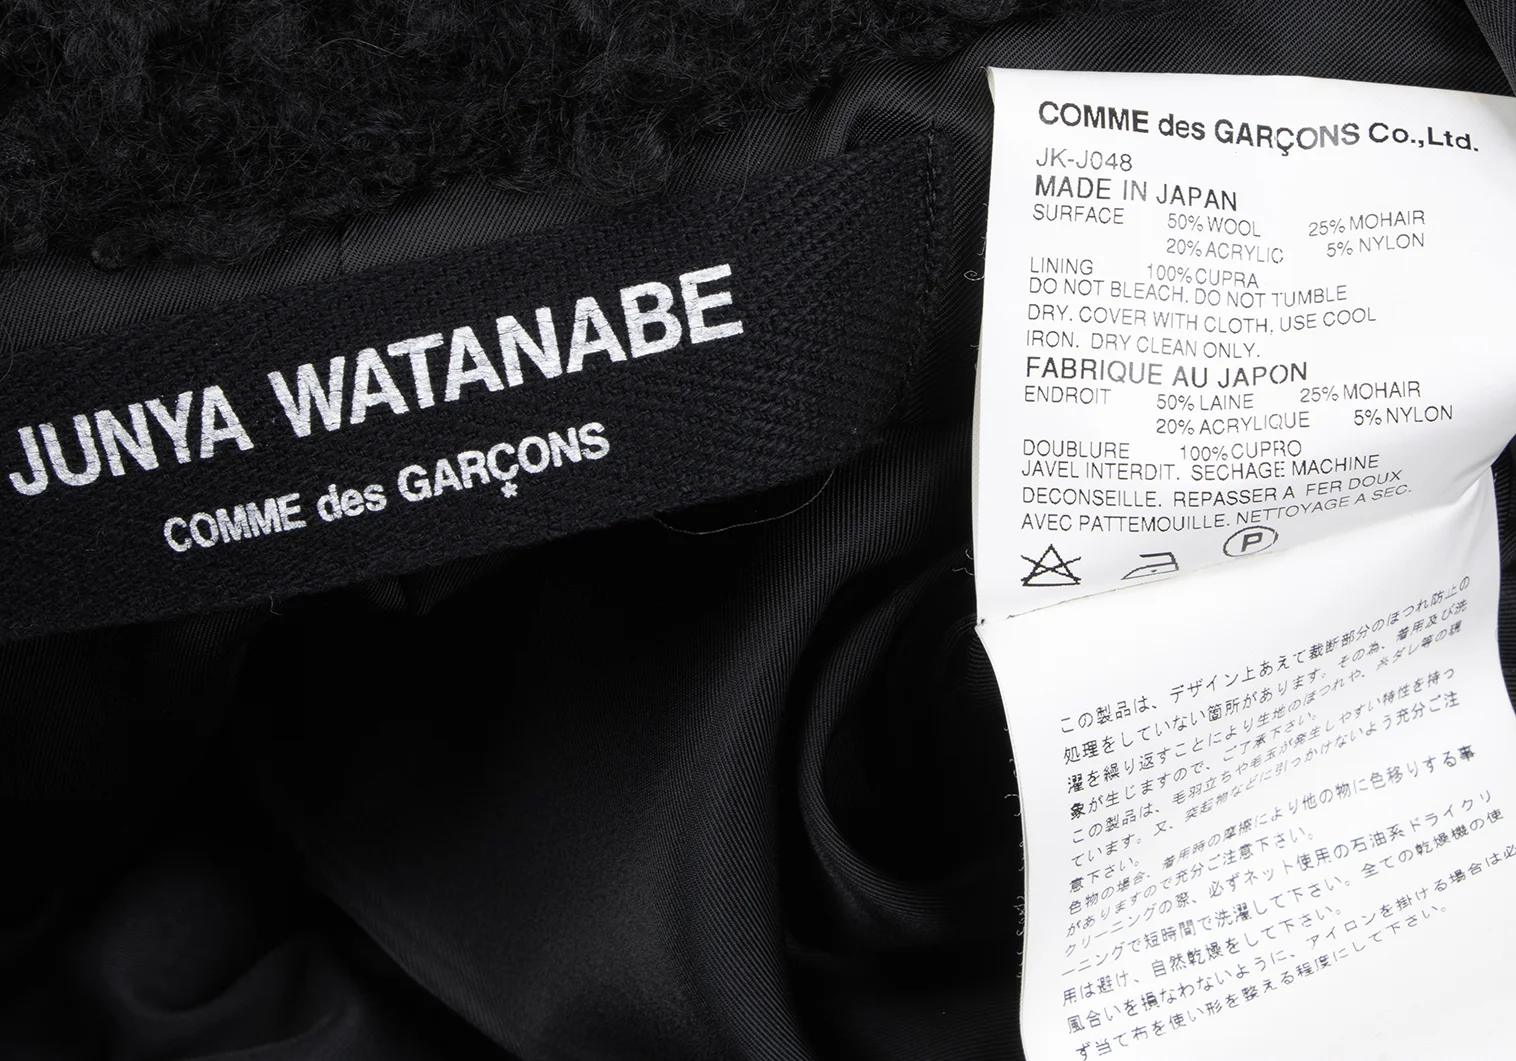 JUNYA WATANABE
COMME des GARÇONS
COMME des GARÇONS Co.,Ltd.
JK-J048
MADE IN JAPAN
SURFACE 50% WOOL 25% MOHAIR
20% ACRYLIC 5% NYLON
LINING 100% CUPRA
DO NOT BLEACH. DO NOT TUMBLE
DRY. COVER WITH CLOTH, USE COOL
IRON. DRY CLEAN ONLY.
FABRIQUE AU JAPON
ENDROIT 50% LAINE 25% MOHAIR
20% ACRYLIQUE 5% NYLON
DOUBLURE 100% CUPRO
JAVEL INTERDIT. SECHAGE MACHINE
DECONSEILLE. REPASSER A FER DOUX
AVEC PATTEMOUILLE. NETTOYAGE A SEC.
P
この製品は、デザイン上あえて裁断部分のほつれ防止の
処理をしていない箇所があります。その為、着用及び洗
濯を繰り返すことにより生地のほつれや、糸ダレ等の現
象が生じますので、ご了承下さい。
この製品は、毛羽立ちや毛玉が発生しやすい特性を持っ
ています。又、突起物などに引っかけないよう充分ご注
意下さい。
色物の場合、着用時の摩擦により他の物に色移りする事
がありますので充分ご注意下さい。
クリーニングの際、必ずネット使用の石油系ドライクリ
ーニングで短時間で洗濯して下さい。全ての乾燥機の使
用は避け、自然乾燥をして下さい。
風合いを損なわないように、アイロンを掛ける場合は必
ず当て布を使い形を整える程度にして下さい。